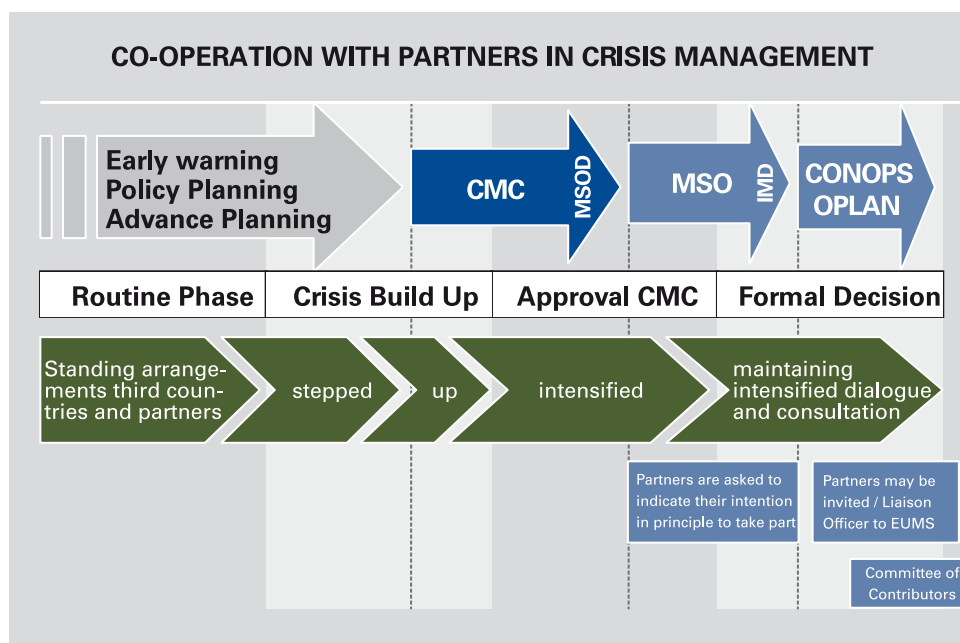 CO-OPERATION WITH PARTNERS IN CRISIS MANAGEMENT
Early warning
Policy Planning
Advance Planning
CMC
MSOD
MSO
IMD
CONOPS
OPLAN
Routine Phase
Crisis Build Up
Approval CMC
Formal Decision
Standing arrange-
ments third coun-
tries and partners
stepped
up
intensified
maintaining
intensified dialogue
and consultation
Partners are asked to
indicate their intention
in principle to take part
Partners may be
invited / Liaison
Officer to EUMS
Committee of
Contributors